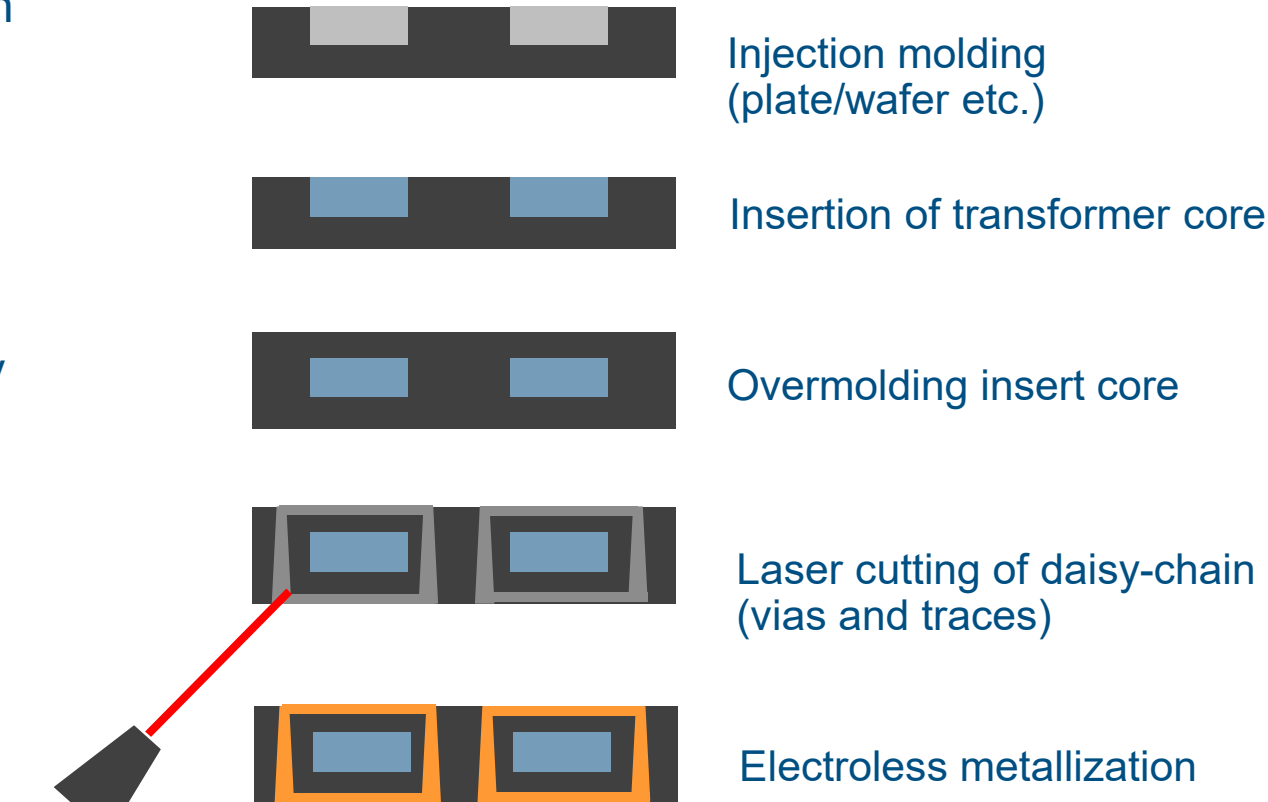 Injection molding
(plate/wafer etc.)
Insertion of transformer core
Overmolding insert core
Laser cutting of daisy-chain
(vias and traces)
Electroless metallization